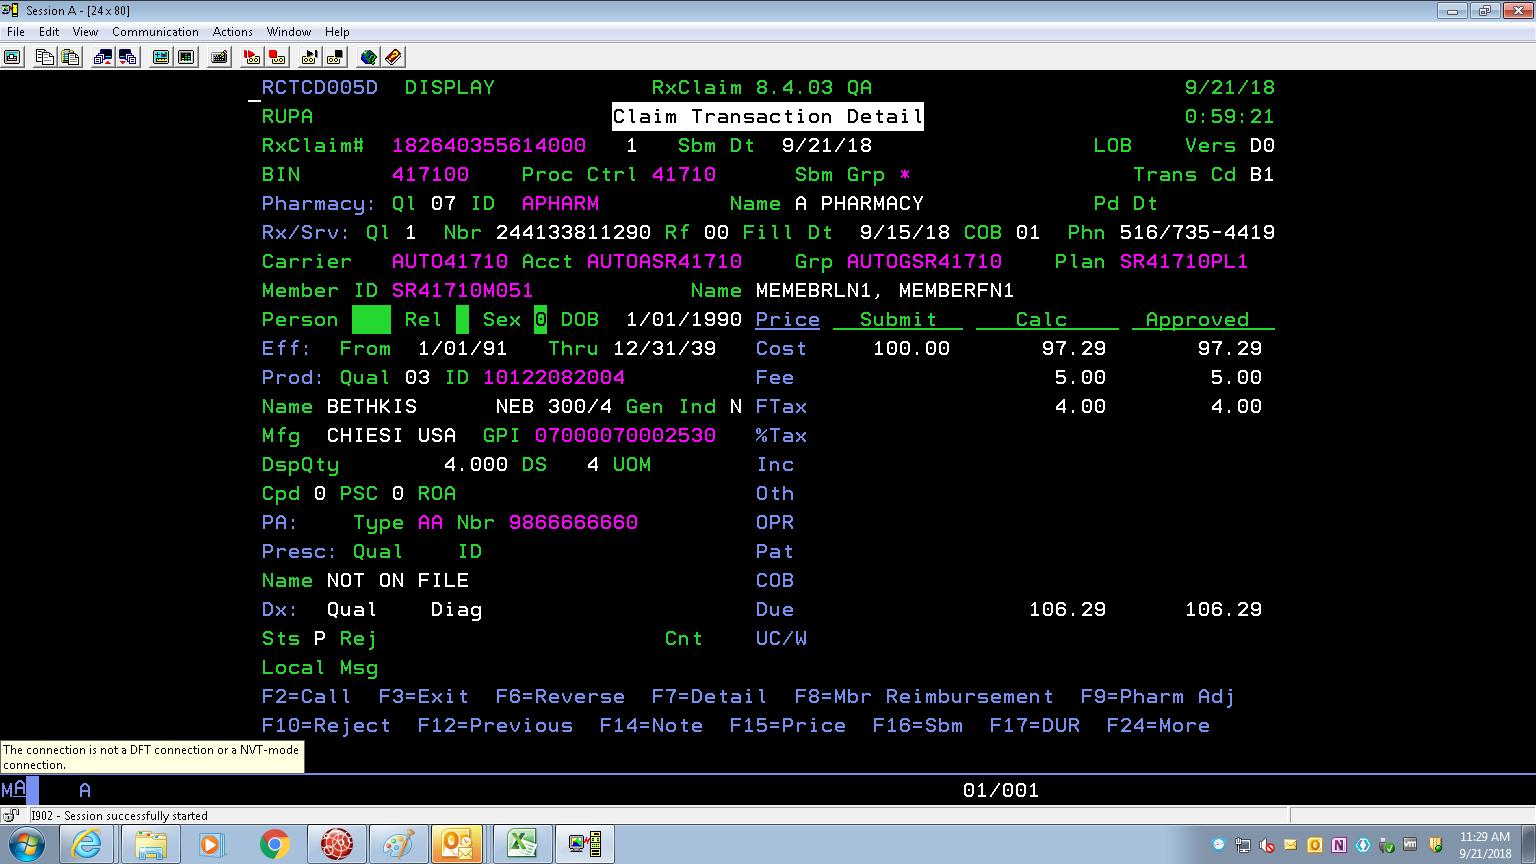 Session A - [24 x 80]
File Edit View Communication Actions Window Help
RCTCD005D DISPLAY RxClaim 8.4.03 QA 9/21/18
RUPA Claim Transaction Detail 0:59:21
RxClaim# 182640355614000 1 Sbm Dt 9/21/18 LOB Vers D0
BIN 417100 Proc Ctrl 41710 Sbm Grp * Trans Cd B1
Pharmacy: Ql 07 ID APHARM Name A PHARMACY Pd Dt
Rx/Srv: Ql 1 Nbr 244133811290 Rf 00 Fill Dt 9/15/18 COB 01 Phn 516/735-4419
Carrier AUTO41710 Acct AUTOASR41710 Grp AUTOGSR41710 Plan SR41710PL1
Member ID SR41710M051 Name MEMEBRLN1, MEMBERFN1
Person Rel Sex 0 DOB 1/01/1990 Price Submit Calc Approved
Eff: From 1/01/91 Thru 12/31/39 Cost 100.00 97.29 97.29
Prod: Qual 03 ID 10122082004 Fee 5.00 5.00
Name BETHKIS NEB 300/4 Gen Ind N FTax 4.00 4.00
Mfg CHIESI USA GPI 07000070002530 %Tax
DspQty 4.000 DS 4 UOM Inc
Cpd 0 PSC 0 ROA Oth
PA: Type AA Nbr 9866666660 OPR
Presc: Qual ID Pat
Name NOT ON FILE COB
Dx: Qual Diag Due 106.29 106.29
Sts P Rej Cnt UC/W
Local Msg
F2=Call F3=Exit F6=Reverse F7=Detail F8=Mbr Reimbursement F9=Pharm Adj
F10=Reject F12=Previous F14=Note F15=Price F16=Sbm F17=DUR F24=More
The connection is not a DFT connection or a NVT-mode
connection.
MA A 01/001
I902 - Session successfully started
11:29 AM
9/21/2018